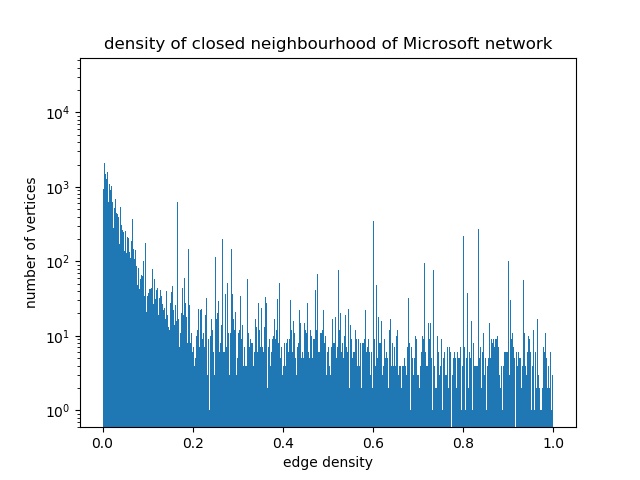 density of closed neighbourhood of Microsoft network
number of vertices
10⁴
10³
10²
10¹
10⁰
0.0 0.2 0.4 0.6 0.8 1.0
edge density